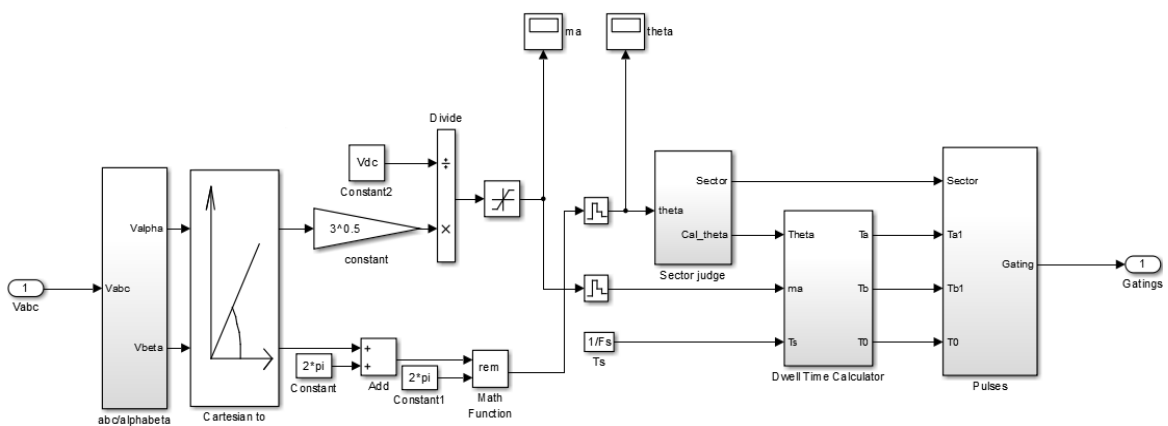 ma
theta
Divide
Vdc
÷
Constant2
×
3^0.5
constant
Valpha
Vabc
Vbeta
1
Vabc
abc/alphabeta
Cartesian to
2*pi
Constant
+
+
Add
2*pi
Constant1
rem
Math
Function
theta
Sector
Cal_theta
Sector judge
1/Fs
Ts
Theta
ma
Ts
Ta
Tb
T0
Dwell Time Calculator
Sector
Ta1
Tb1
T0
Gating
Pulses
1
Gatings